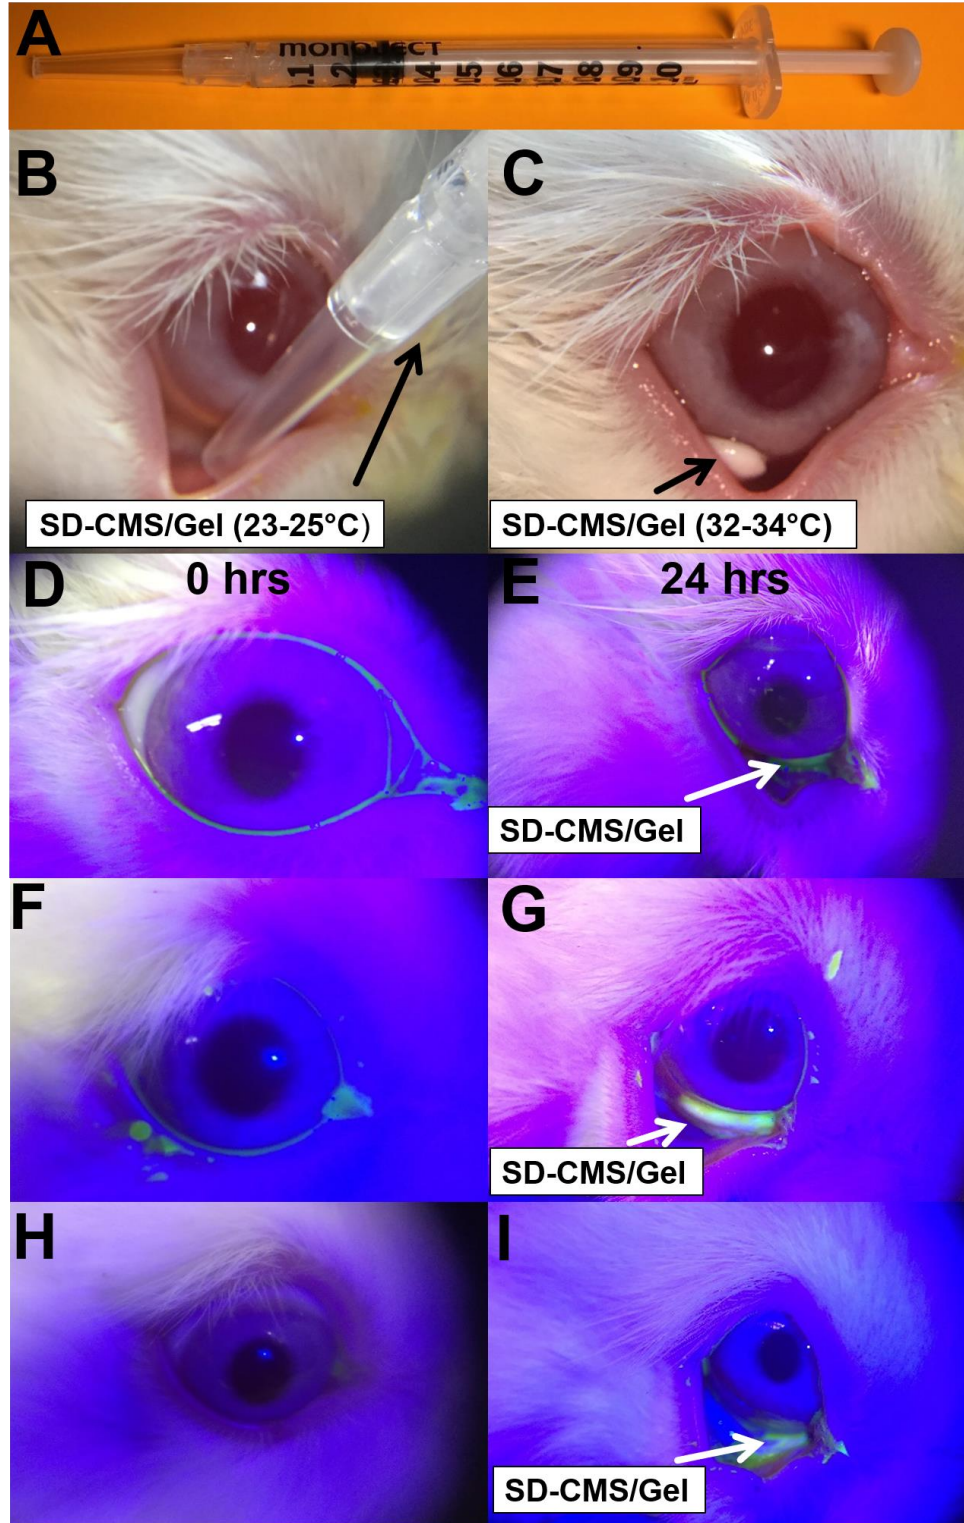 A
monoject
.1 .2 4 5 6 7 8 9 .0
B
C
SD-CMS/Gel (23-25°C)
SD-CMS/Gel (32-34°C)
D
0 hrs
E
24 hrs
SD-CMS/Gel
F
G
SD-CMS/Gel
H
I
SD-CMS/Gel